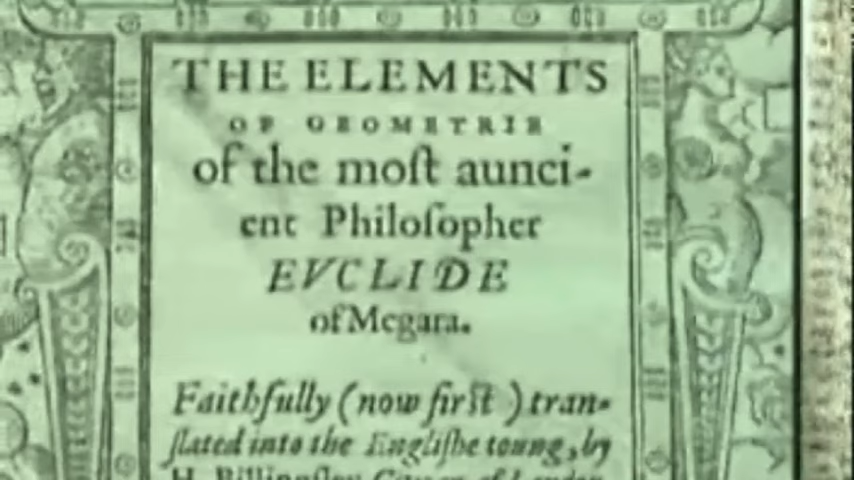 THE ELEMENTS
OF GEOMETRIE
of the moſt aunci-
ent Philoſopher
EVCLIDE
of Megara.
Faithfully (now firſt) tran-
ſlated into the Engliſhe toung, by
H. Billingſley